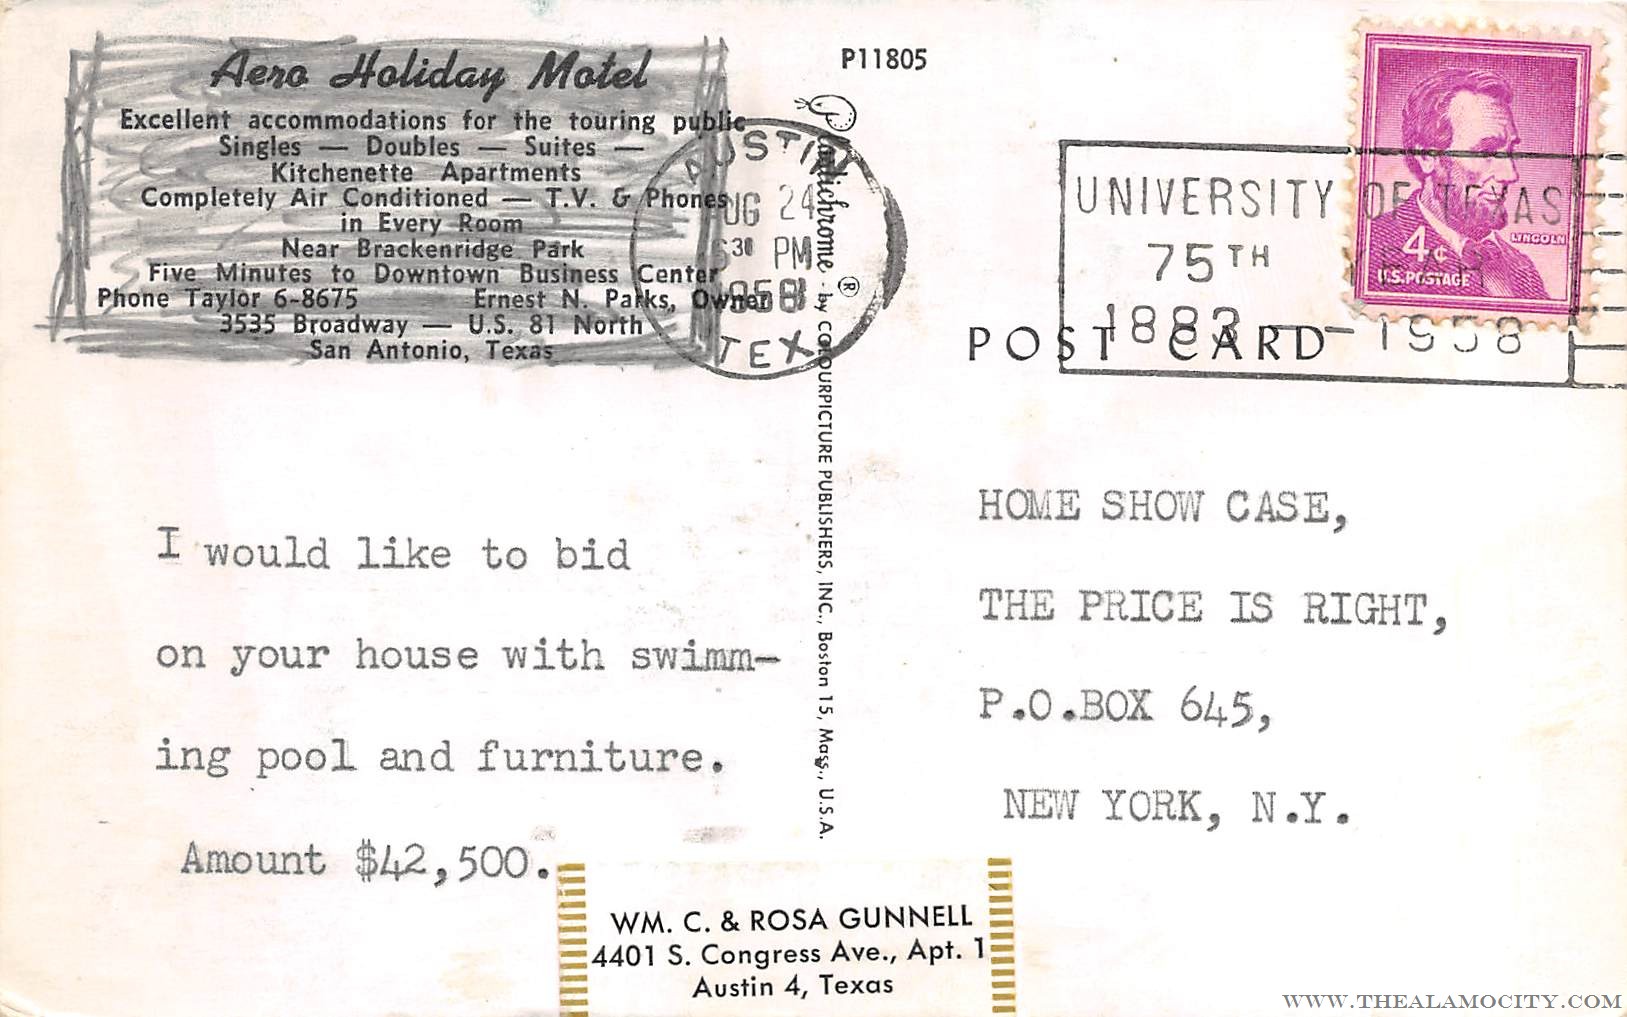 Aero Holiday Motel
Excellent accommodations for the touring public
Singles — Doubles — Suites —
Kitchenette Apartments
Completely Air Conditioned — T.V. & Phones
in Every Room
Near Brackenridge Park
Five Minutes to Downtown Business Center
Phone Taylor 6-8675 Ernest N. Parks, Owner
3535 Broadway — U.S. 81 North
San Antonio, Texas
P11805
AUSTIN
AUG 24
6 30 PM
1958
TEX
Plastichrome ® - by COLOURPICTURE PUBLISHERS, INC., Boston 15, Mass., U.S.A.
UNIVERSITY OF TEXAS
75TH
1883 — 1958
LINCOLN
4¢
U.S. POSTAGE
POST CARD
I would like to bid
on your house with swimm-
ing pool and furniture.
Amount $42,500.
HOME SHOW CASE,
THE PRICE IS RIGHT,
P.O.BOX 645,
NEW YORK, N.Y.
WM. C. & ROSA GUNNELL
4401 S. Congress Ave., Apt. 1
Austin 4, Texas
WWW.THEALAMOCITY.COM